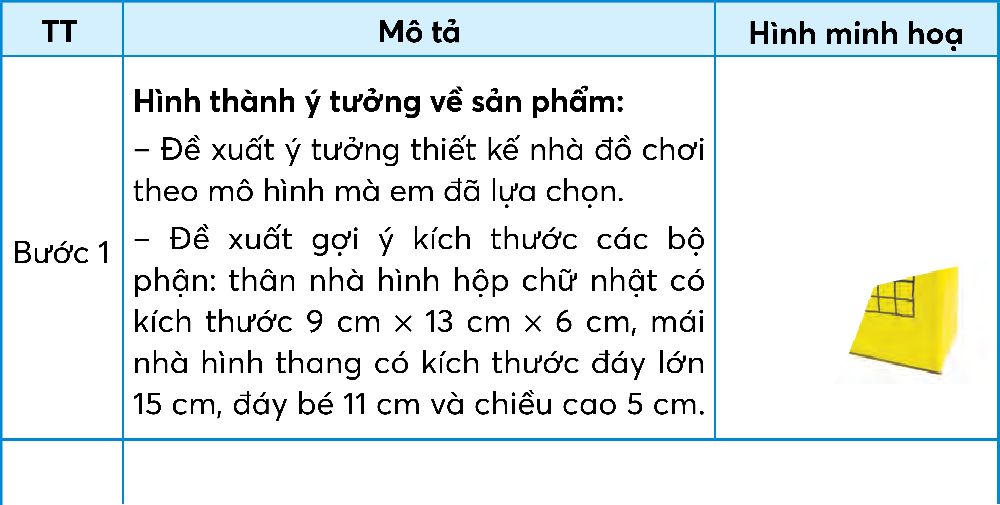 TT
Mô tả
Hình minh hoạ
Bước 1
Hình thành ý tưởng về sản phẩm:
– Đề xuất ý tưởng thiết kế nhà đồ chơi
theo mô hình mà em đã lựa chọn.
– Đề xuất gợi ý kích thước các bộ
phận: thân nhà hình hộp chữ nhật có
kích thước 9 cm × 13 cm × 6 cm, mái
nhà hình thang có kích thước đáy lớn
15 cm, đáy bé 11 cm và chiều cao 5 cm.